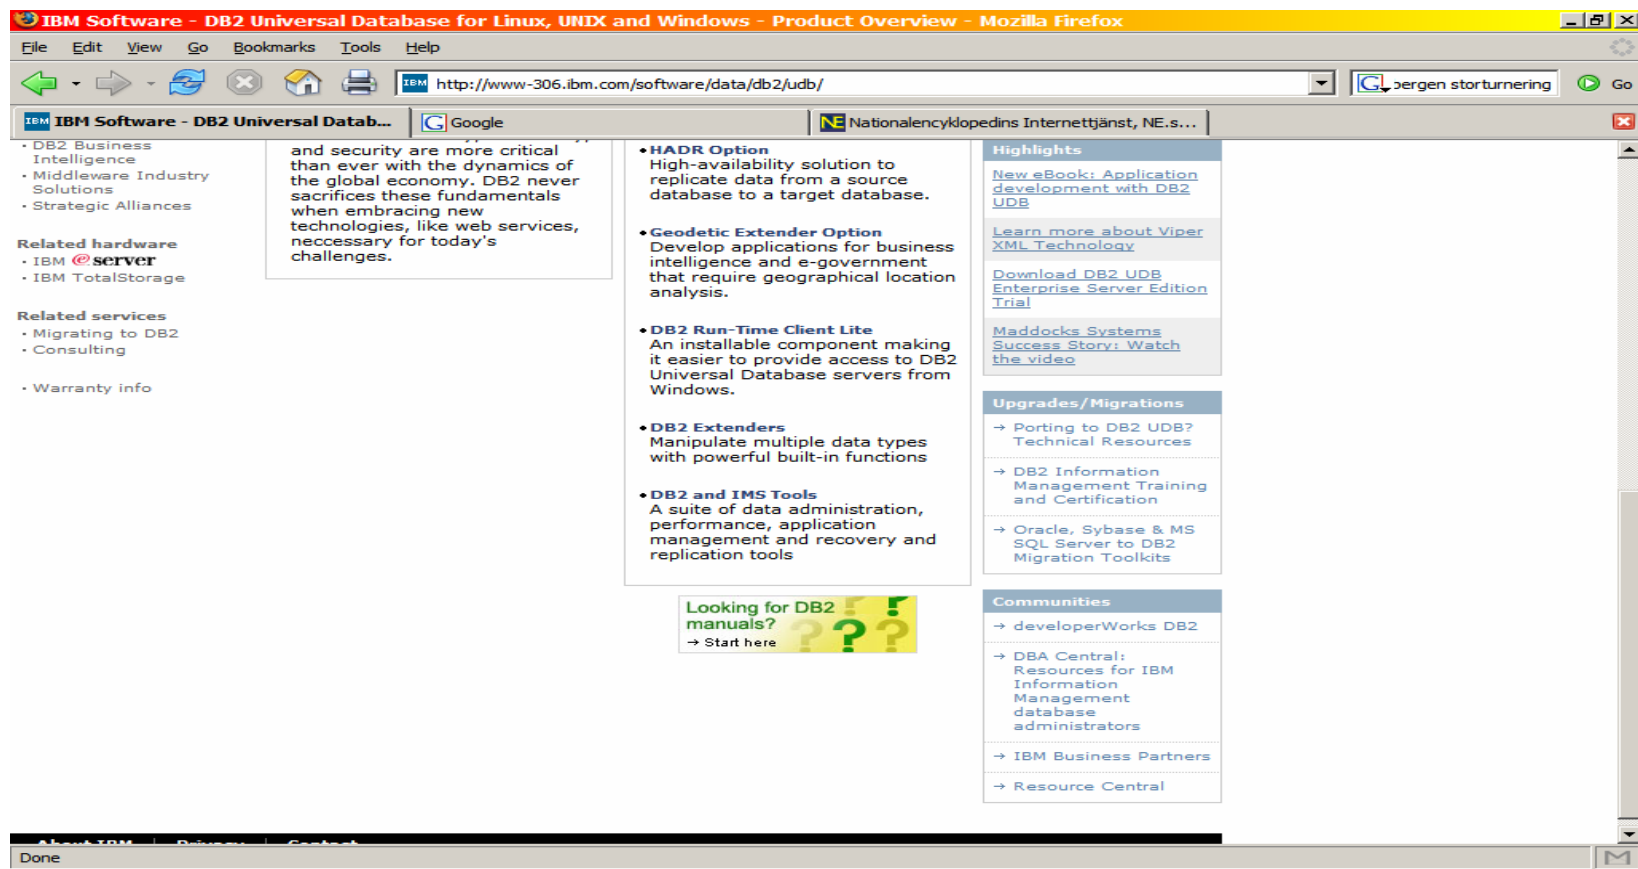 IBM Software - DB2 Universal Database for Linux, UNIX and Windows - Product Overview - Mozilla Firefox
File Edit View Go Bookmarks Tools Help
IBM http://www-306.ibm.com/software/data/db2/udb/
G bergen storturnering
Go
IBM IBM Software - DB2 Universal Datab...
G Google
NE Nationalencyklopedins Internettjänst, NE.s...
· DB2 Business
Intelligence
· Middleware Industry
Solutions
· Strategic Alliances
Related hardware
· IBM @server
· IBM TotalStorage
Related services
· Migrating to DB2
· Consulting
· Warranty info
and security are more critical
than ever with the dynamics of
the global economy. DB2 never
sacrifices these fundamentals
when embracing new
technologies, like web services,
neccessary for today's
challenges.
• HADR Option
High-availability solution to
replicate data from a source
database to a target database.
• Geodetic Extender Option
Develop applications for business
intelligence and e-government
that require geographical location
analysis.
• DB2 Run-Time Client Lite
An installable component making
it easier to provide access to DB2
Universal Database servers from
Windows.
• DB2 Extenders
Manipulate multiple data types
with powerful built-in functions
• DB2 and IMS Tools
A suite of data administration,
performance, application
management and recovery and
replication tools
Looking for DB2
manuals?
→ Start here
Highlights
New eBook: Application
development with DB2
UDB
Learn more about Viper
XML Technology
Download DB2 UDB
Enterprise Server Edition
Trial
Maddocks Systems
Success Story: Watch
the video
Upgrades/Migrations
→ Porting to DB2 UDB?
Technical Resources
→ DB2 Information
Management Training
and Certification
→ Oracle, Sybase & MS
SQL Server to DB2
Migration Toolkits
Communities
→ developerWorks DB2
→ DBA Central:
Resources for IBM
Information
Management
database
administrators
→ IBM Business Partners
→ Resource Central
About IBM | Privacy | Contact
Done